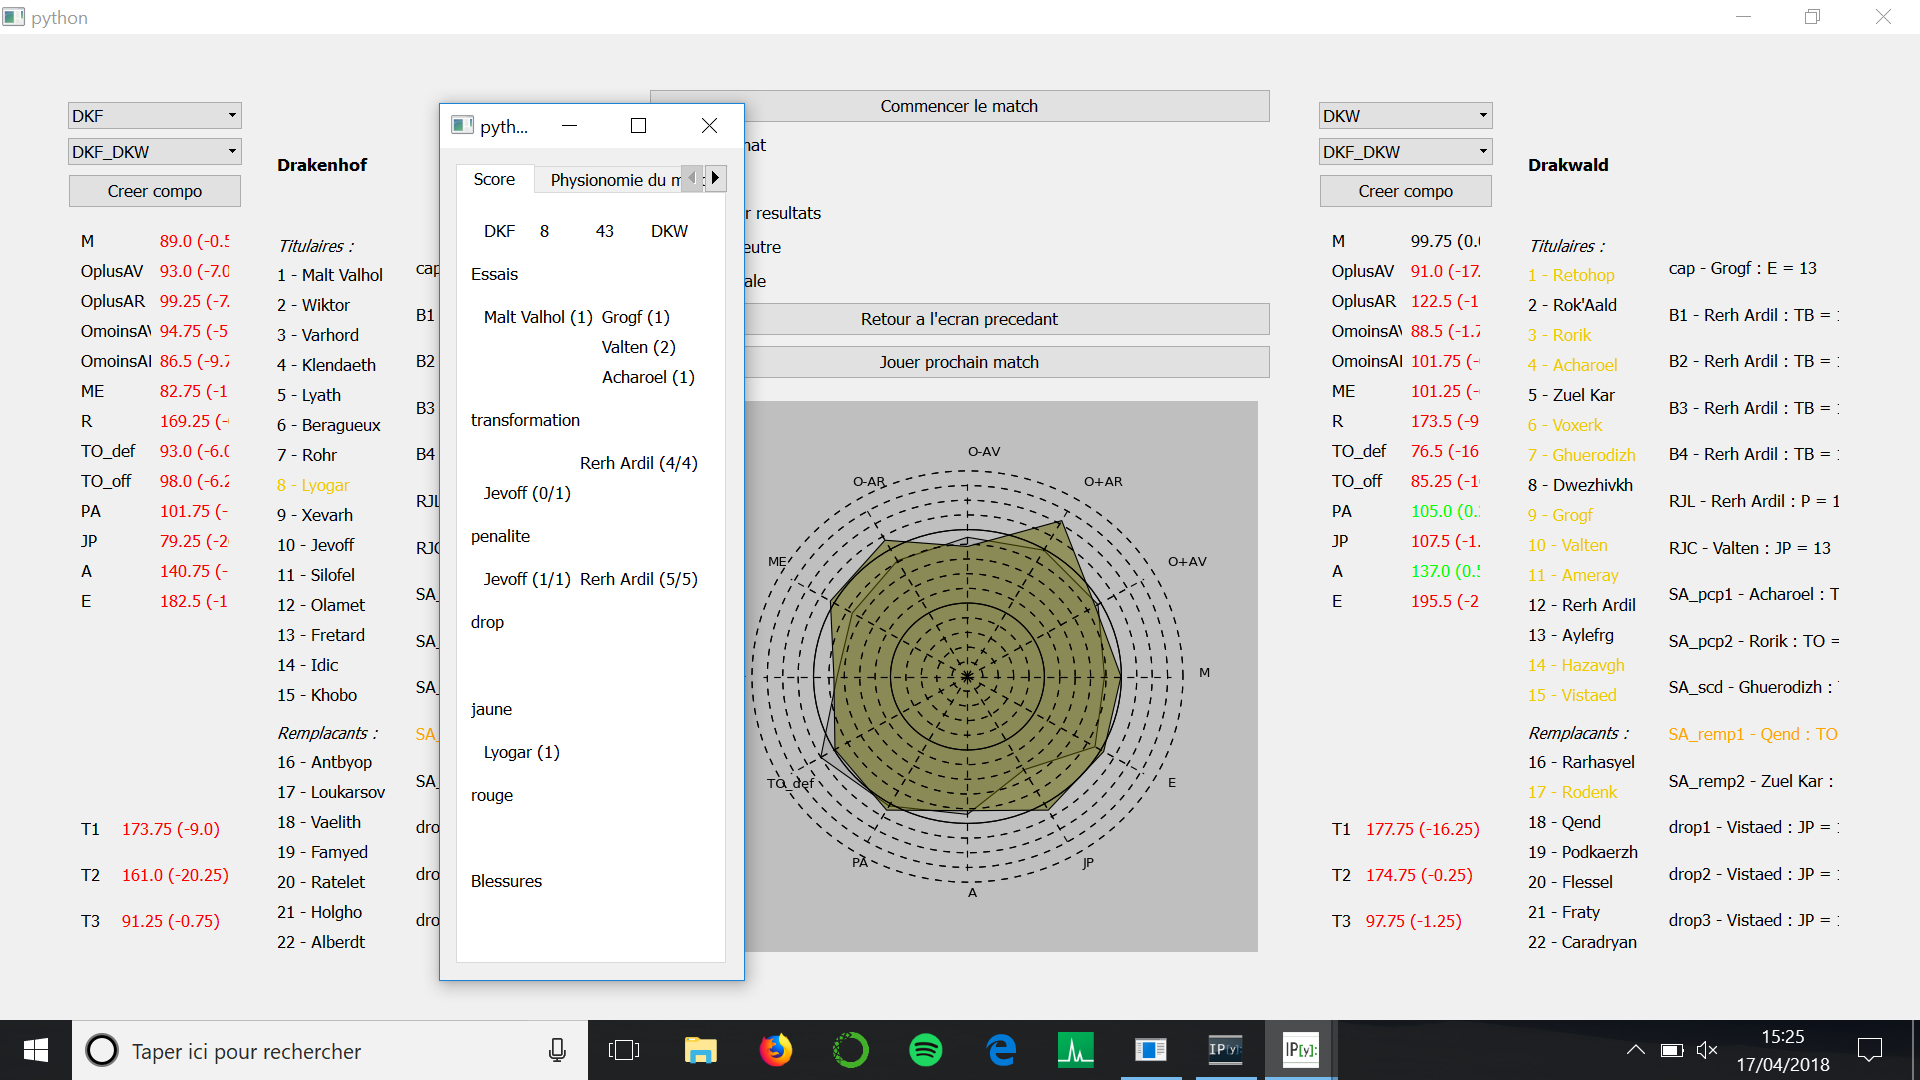 python
DKF
DKF_DKW
Creer compo
Drakenhof
M 89.0 (-0.5
OplusAV 93.0 (-7.0
OplusAR 99.25 (-7.
OmoinsAV 94.75 (-5
OmoinsAI 86.5 (-9.7
ME 82.75 (-1
R 169.25 (-
TO_def 93.0 (-6.0
TO_off 98.0 (-6.2
PA 101.75 (-
JP 79.25 (-2
A 140.75 (-
E 182.5 (-1
T1 173.75 (-9.0)
T2 161.0 (-20.25)
T3 91.25 (-0.75)
Titulaires :
1 - Malt Valhol
2 - Wiktor
3 - Varhord
4 - Klendaeth
5 - Lyath
6 - Beragueux
7 - Rohr
8 - Lyogar
9 - Xevarh
10 - Jevoff
11 - Silofel
12 - Olamet
13 - Fretard
14 - Idic
15 - Khobo
Remplacants :
16 - Antbyop
17 - Loukarsov
18 - Vaelith
19 - Famyed
20 - Ratelet
21 - Holgho
22 - Alberdt
cap
B1
B2
B3
B4
RJL
RJC
SA_
SA_
SA_
SA_
SA_
dro
dro
dro
pyth...
Score Physionomie du m
DKF 8 43 DKW
Essais
Malt Valhol (1) Grogf (1)
Valten (2)
Acharoel (1)
transformation
Rerh Ardil (4/4)
Jevoff (0/1)
penalite
Jevoff (1/1) Rerh Ardil (5/5)
drop
jaune
Lyogar (1)
rouge
Blessures
Commencer le match
nat
r resultats
eutre
ale
Retour a l'ecran precedant
Jouer prochain match
O-AV
O-AR
O+AR
ME
O+AV
M
TO_def
E
PA
JP
A
DKW
DKF_DKW
Creer compo
Drakwald
M 99.75 (0.0
OplusAV 91.0 (-17.
OplusAR 122.5 (-1
OmoinsAV 88.5 (-1.7
OmoinsAI 101.75 (-
ME 101.25 (-
R 173.5 (-9
TO_def 76.5 (-16
TO_off 85.25 (-1
PA 105.0 (0.
JP 107.5 (-1.
A 137.0 (0.5
E 195.5 (-2
T1 177.75 (-16.25)
T2 174.75 (-0.25)
T3 97.75 (-1.25)
Titulaires :
1 - Retohop
2 - Rok'Aald
3 - Rorik
4 - Acharoel
5 - Zuel Kar
6 - Voxerk
7 - Ghuerodizh
8 - Dwezhivkh
9 - Grogf
10 - Valten
11 - Ameray
12 - Rerh Ardil
13 - Aylefrg
14 - Hazavgh
15 - Vistaed
Remplacants :
16 - Rarhasyel
17 - Rodenk
18 - Qend
19 - Podkaerzh
20 - Flessel
21 - Fraty
22 - Caradryan
cap - Grogf : E = 13
B1 - Rerh Ardil : TB = 
B2 - Rerh Ardil : TB = 
B3 - Rerh Ardil : TB = 
B4 - Rerh Ardil : TB = 
RJL - Rerh Ardil : P = 1
RJC - Valten : JP = 13
SA_pcp1 - Acharoel : T
SA_pcp2 - Rorik : TO =
SA_scd - Ghuerodizh :
SA_remp1 - Qend : TO
SA_remp2 - Zuel Kar :
drop1 - Vistaed : JP = 
drop2 - Vistaed : JP = 
drop3 - Vistaed : JP = 
Taper ici pour rechercher
IP[y]:
IP[y]:
15:25
17/04/2018